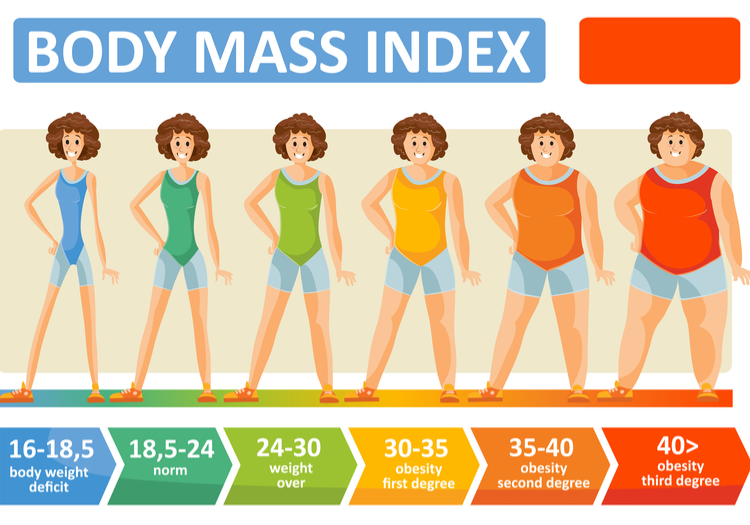 BODY MASS INDEX
16-18,5
body weight
deficit
18,5-24
norm
24-30
weight
over
30-35
obesity
first degree
35-40
obesity
second degree
40>
obesity
third degree